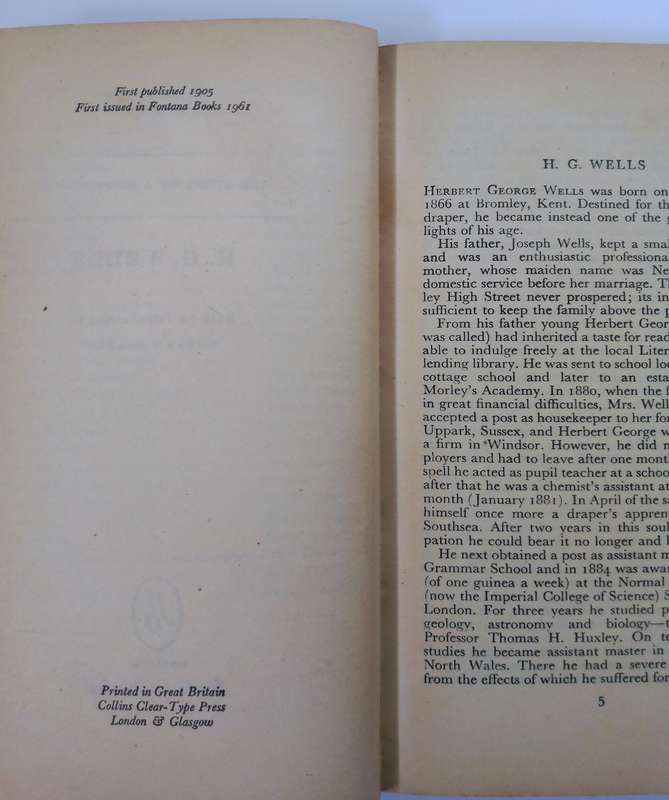 First published 1905
First issued in Fontana Books 1961
Printed in Great Britain
Collins Clear-Type Press
London & Glasgow
H. G. WELLS
HERBERT GEORGE WELLS was born on
1866 at Bromley, Kent. Destined for th
draper, he became instead one of the g
lights of his age.
His father, Joseph Wells, kept a smal
and was an enthusiastic professiona
mother, whose maiden name was Ne
domestic service before her marriage. T
ley High Street never prospered; its in
sufficient to keep the family above the p
From his father young Herbert Geor
was called) had inherited a taste for read
able to indulge freely at the local Liter
lending library. He was sent to school loc
cottage school and later to an esta
Morley's Academy. In 1880, when the f
in great financial difficulties, Mrs. Well
accepted a post as housekeeper to her for
Uppark, Sussex, and Herbert George w
a firm in Windsor. However, he did n
ployers and had to leave after one mont
spell he acted as pupil teacher at a school
after that he was a chemist's assistant at
month (January 1881). In April of the sa
himself once more a draper's appren
Southsea. After two years in this soul
pation he could bear it no longer and l
He next obtained a post as assistant m
Grammar School and in 1884 was awar
(of one guinea a week) at the Normal
(now the Imperial College of Science) S
London. For three years he studied p
geology, astronomy and biology—t
Professor Thomas H. Huxley. On te
studies he became assistant master in
North Wales. There he had a severe
from the effects of which he suffered for
5